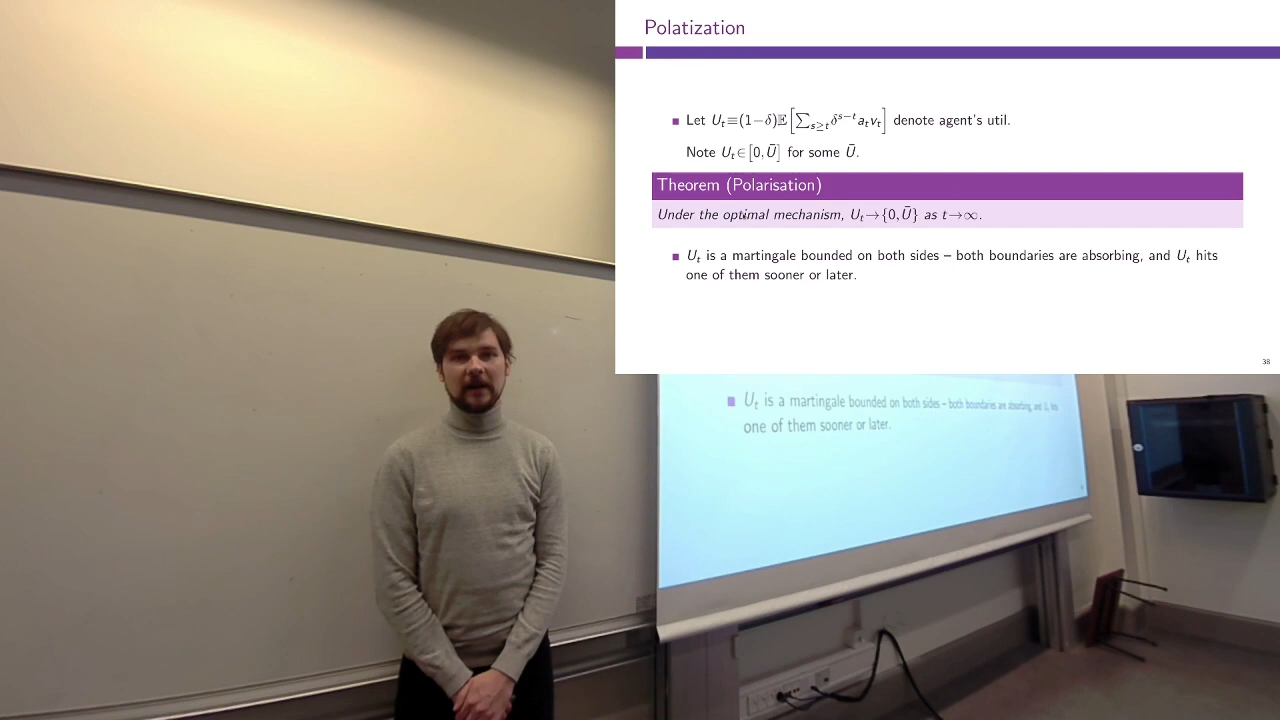 Polatization
Let U_t≡(1−δ)𝔼[∑_{s≥t} δ^{s−t} a_t v_t] denote agent's util.
Note U_t∈[0,Ū] for some Ū.
Theorem (Polarisation)
Under the optimal mechanism, U_t→{0,Ū} as t→∞.
U_t is a martingale bounded on both sides – both boundaries are absorbing, and U_t hits
one of them sooner or later.
38
U_t is a martingale bounded on both sides – both boundaries are absorbing, and U_t hits
one of them sooner or later.